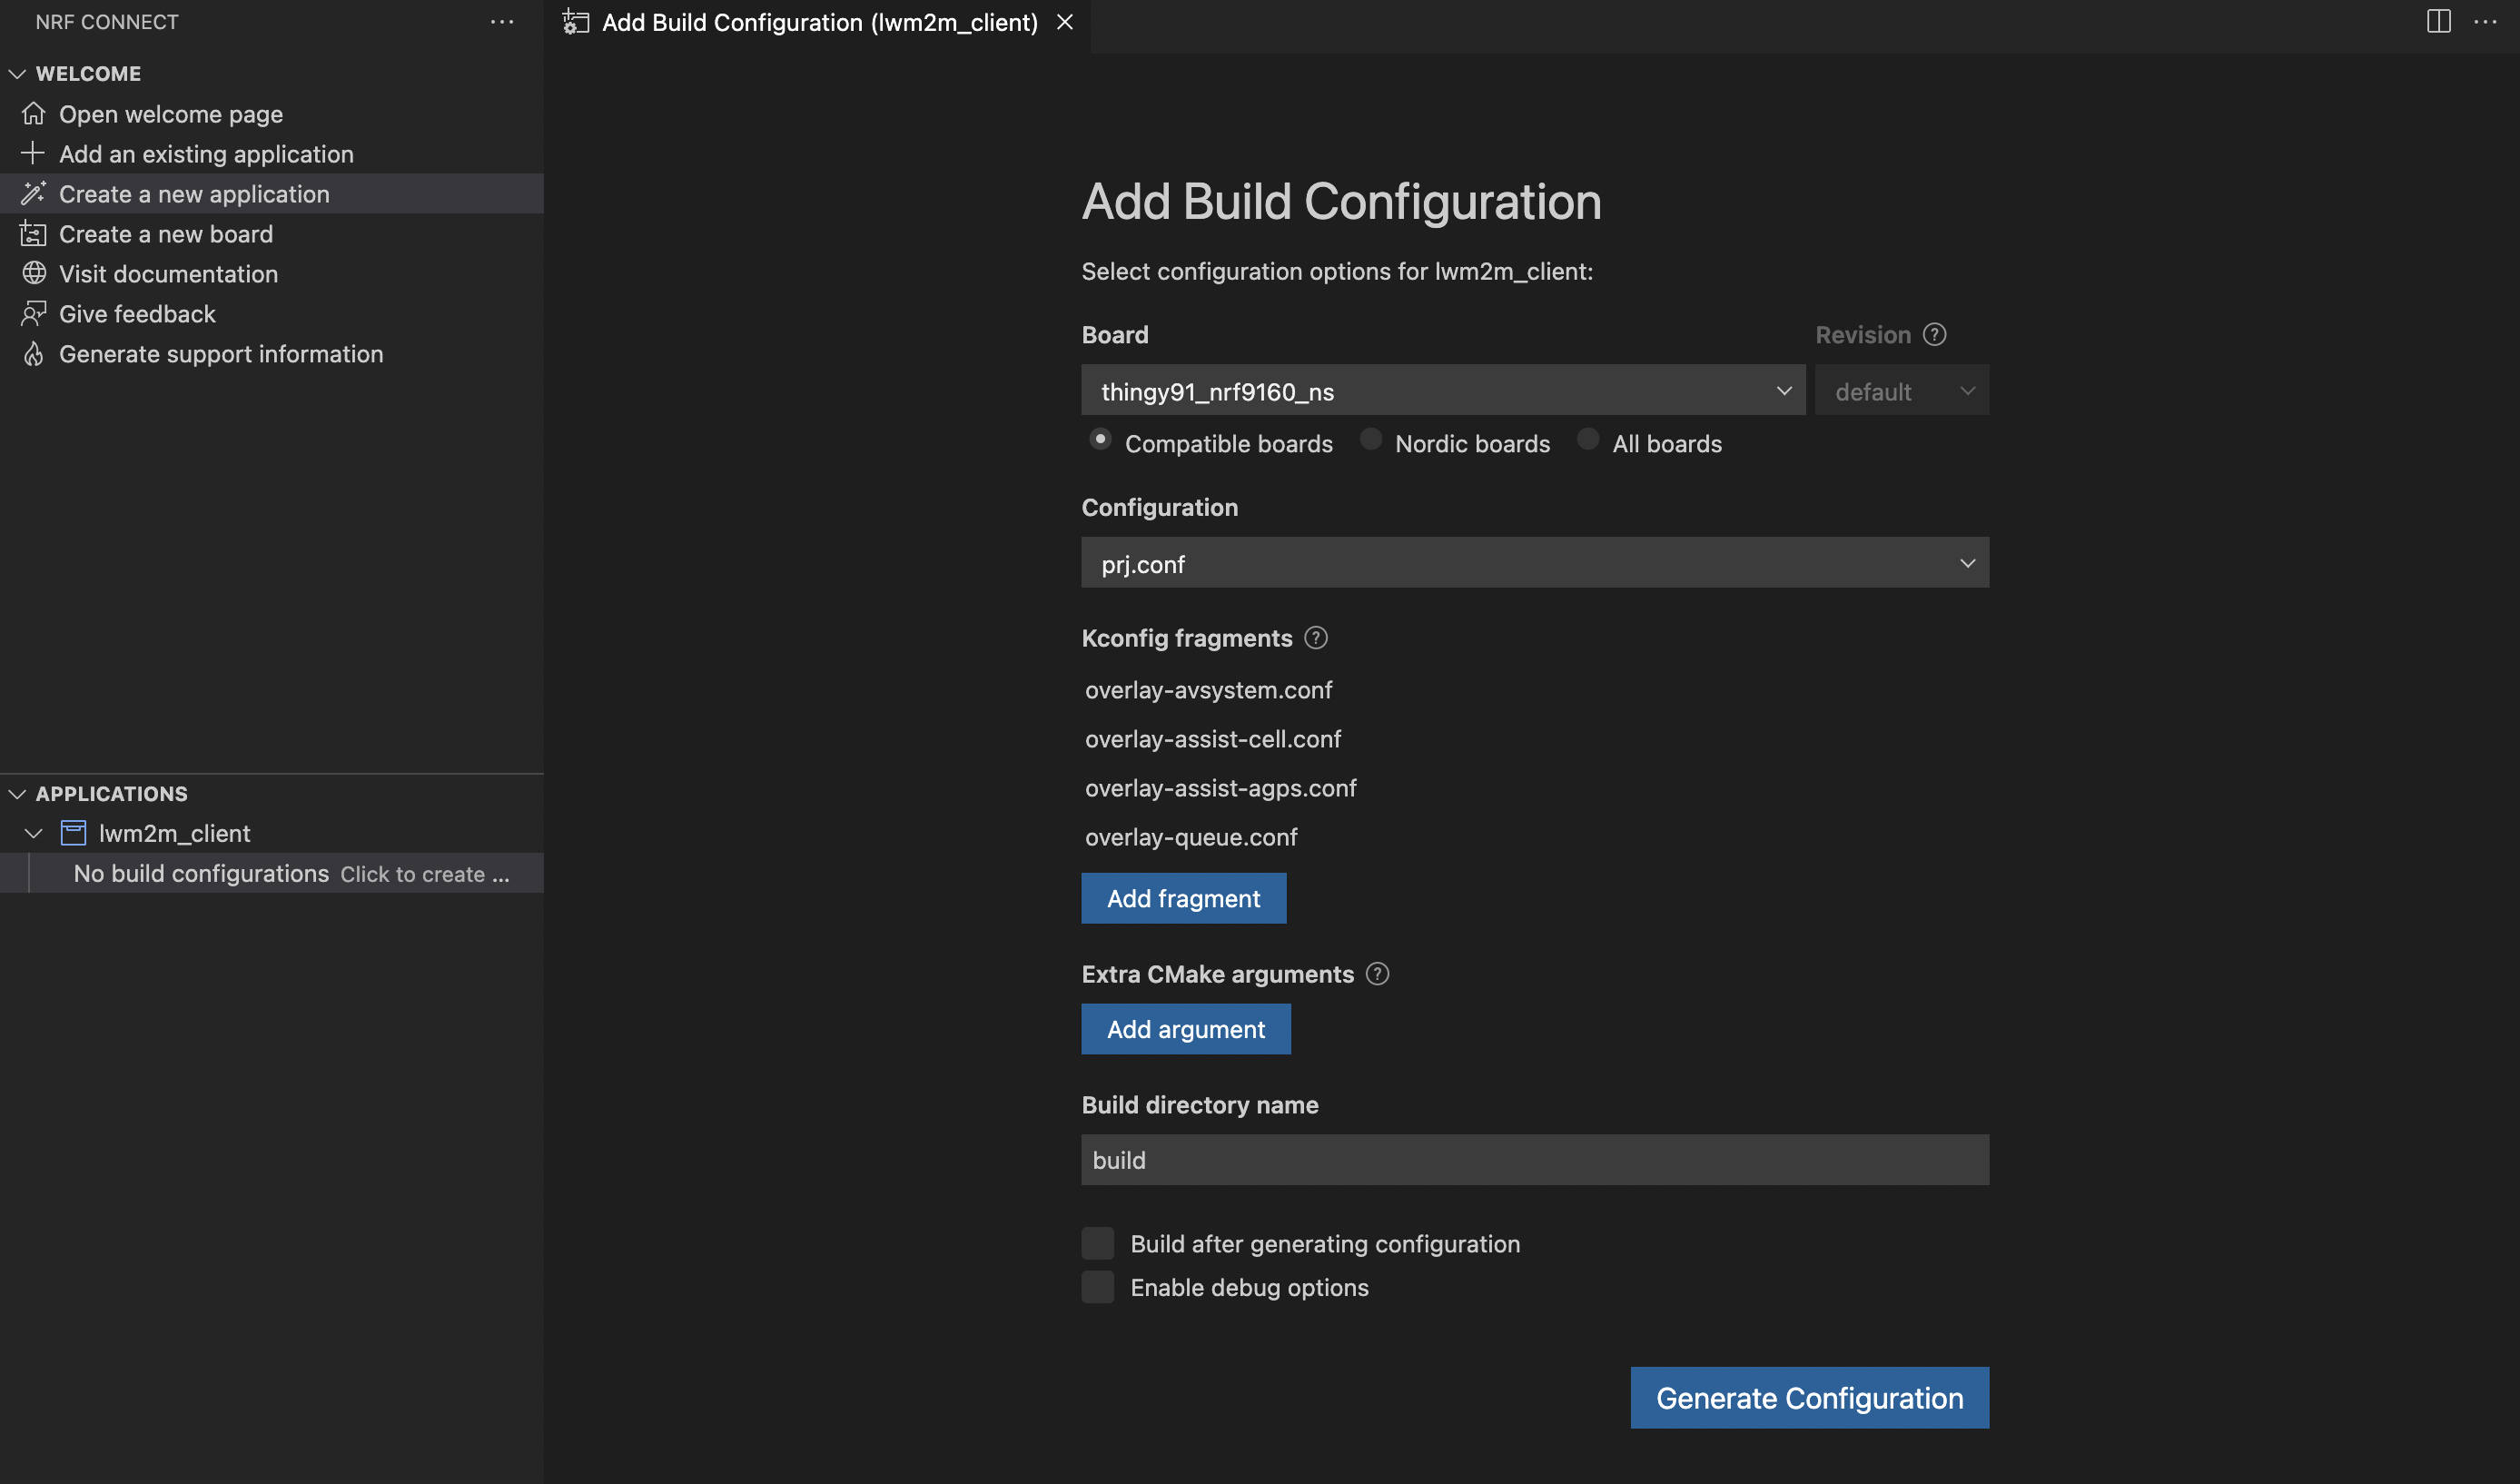 NRF CONNECT
WELCOME
Open welcome page
Add an existing application
Create a new application
Create a new board
Visit documentation
Give feedback
Generate support information
APPLICATIONS
lwm2m_client
No build configurations Click to create ...
Add Build Configuration (lwm2m_client)
Add Build Configuration
Select configuration options for lwm2m_client:
Board Revision ?
thingy91_nrf9160_ns default
Compatible boards Nordic boards All boards
Configuration
prj.conf
Kconfig fragments ?
overlay-avsystem.conf
overlay-assist-cell.conf
overlay-assist-agps.conf
overlay-queue.conf
Add fragment
Extra CMake arguments ?
Add argument
Build directory name
build
Build after generating configuration
Enable debug options
Generate Configuration